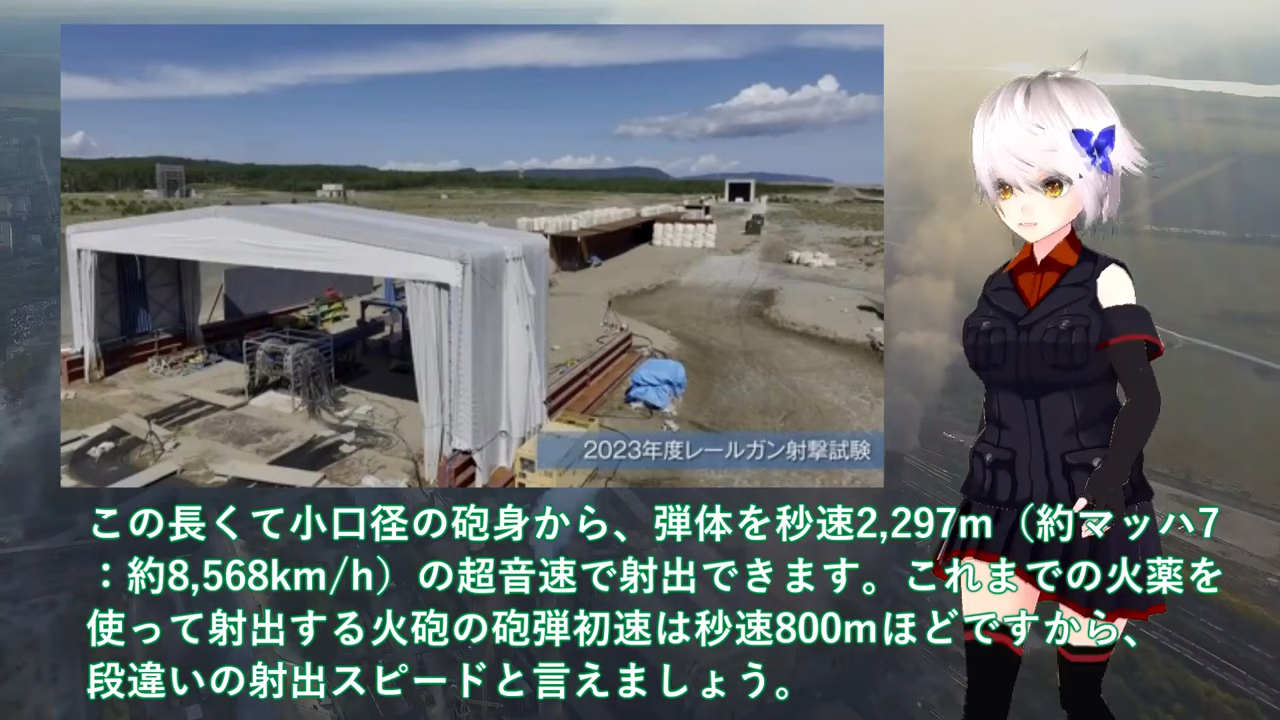 2023年度レールガン射撃試験
この長くて小口径の砲身から、弾体を秒速2,297m（約マッハ7
：約8,568km/h）の超音速で射出できます。これまでの火薬を
使って射出する火砲の砲弾初速は秒速800mほどですから、
段違いの射出スピードと言えましょう。